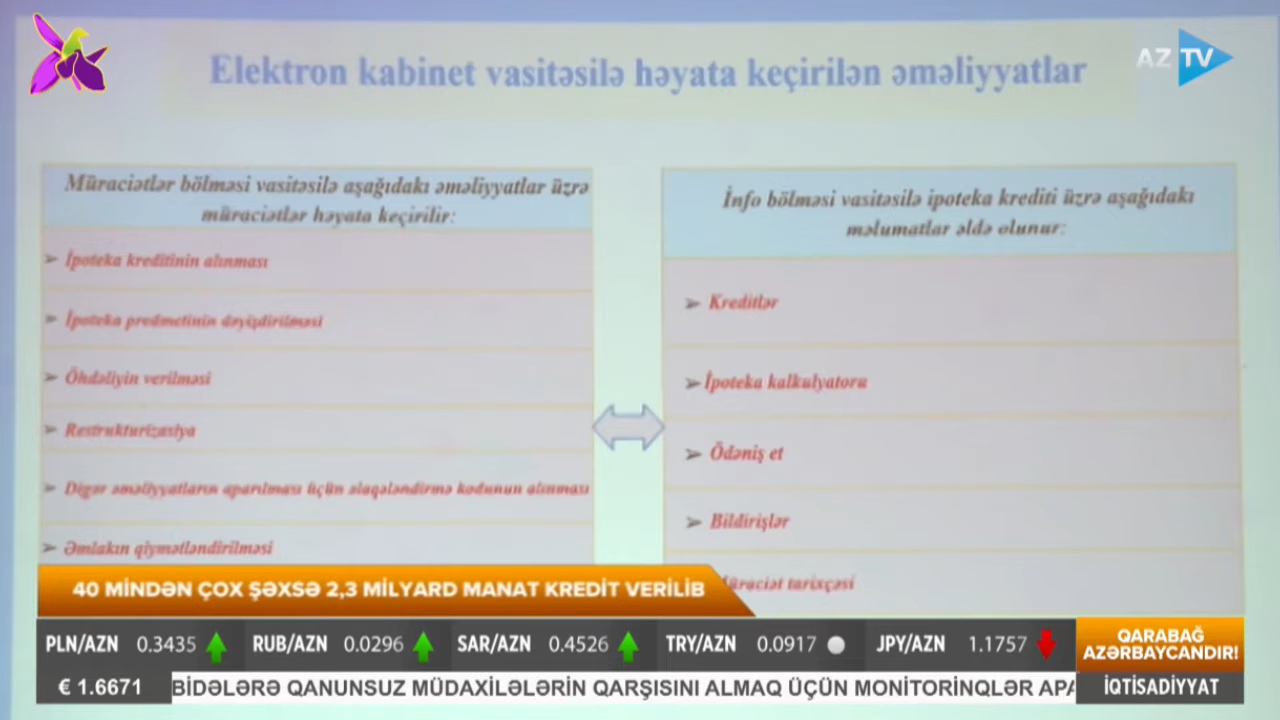 AZ TV
Elektron kabinet vasitəsilə həyata keçirilən əməliyyatlar
Müraciətlər bölməsi vasitəsilə aşağıdakı əməliyyatlar üzrə
müraciətlər həyata keçirilir:
➢ İpoteka kreditinin alınması
➢ İpoteka predmetinin dəyişdirilməsi
➢ Öhdəliyin verilməsi
➢ Restrukturizasiya
➢ Digər əməliyyatların aparılması üçün əlaqələndirmə kodunun alınması
➢ Əmlakın qiymətləndirilməsi
İnfo bölməsi vasitəsilə ipoteka krediti üzrə aşağıdakı
məlumatlar əldə olunur:
➢ Kreditlər
➢ İpoteka kalkulyatoru
➢ Ödəniş et
➢ Bildirişlər
Müraciət tarixçəsi
40 MİNDƏN ÇOX ŞƏXSƏ 2,3 MİLYARD MANAT KREDİT VERİLİB
PLN/AZN 0.3435 RUB/AZN 0.0296 SAR/AZN 0.4526 TRY/AZN 0.0917 JPY/AZN 1.1757
QARABAĞ
AZƏRBAYCANDIR!
€ 1.6671 BİDƏLƏRƏ QANUNSUZ MÜDAXİLƏLƏRİN QARŞISINI ALMAQ ÜÇÜN MONİTORİNQLƏR APA
İQTİSADİYYAT